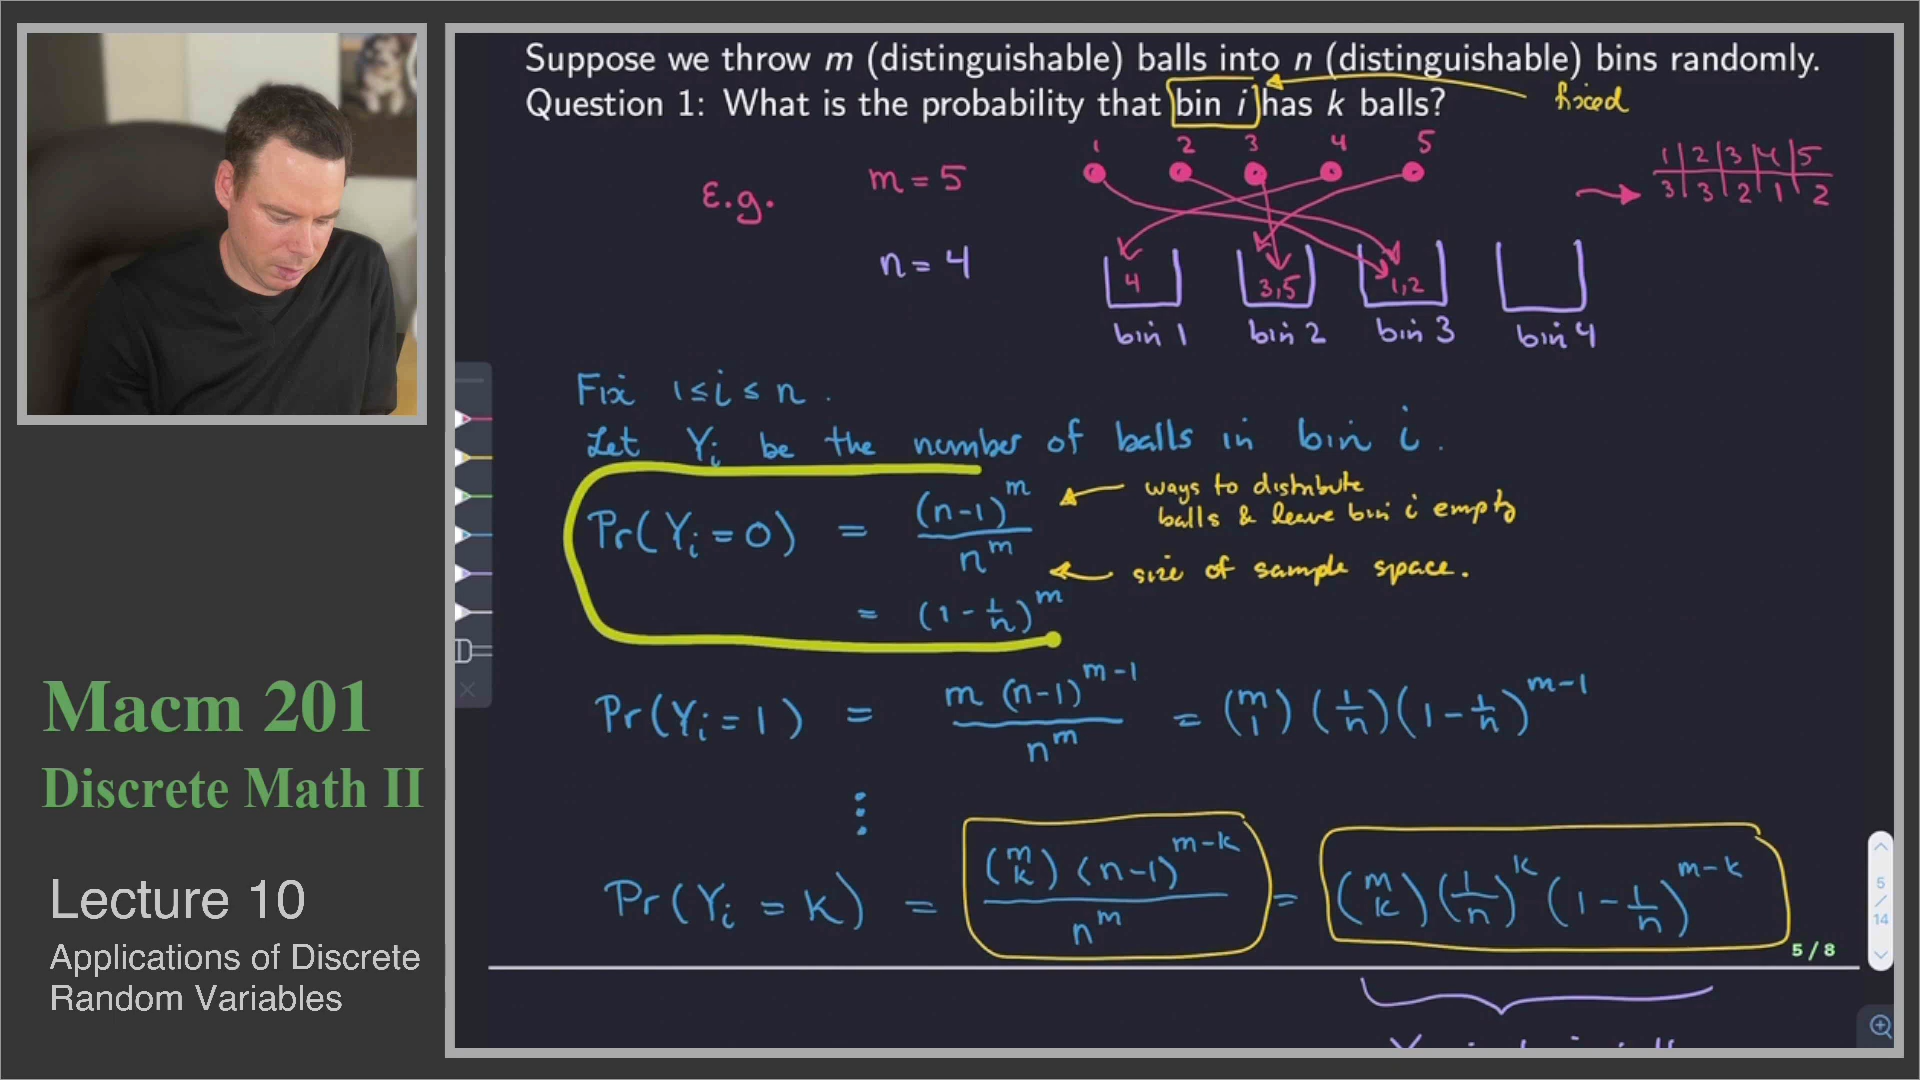 Suppose we throw m (distinguishable) balls into n (distinguishable) bins randomly.
Question 1: What is the probability that bin i has k balls?
fixed
E.g.
m = 5
n = 4
1 2 3 4 5
1 | 2 | 3 | 4 | 5
3 | 3 | 2 | 1 | 2
4
3,5
1,2
bin 1
bin 2
bin 3
bin 4
Fix 1 ≤ i ≤ n.
Let Y_i be the number of balls in bin i.
Pr(Y_i = 0) = (n-1)^m / n^m
ways to distribute
balls & leave bin i empty
size of sample space.
= (1 - 1/n)^m
Pr(Y_i = 1) = m (n-1)^{m-1} / n^m = (m 1) (1/n) (1 - 1/n)^{m-1}
⋮
Pr(Y_i = k) = (m k) (n-1)^{m-k} / n^m = (m k) (1/n)^k (1 - 1/n)^{m-k}
5 / 8
5
/
14
Macm 201
Discrete Math II
Lecture 10
Applications of Discrete
Random Variables